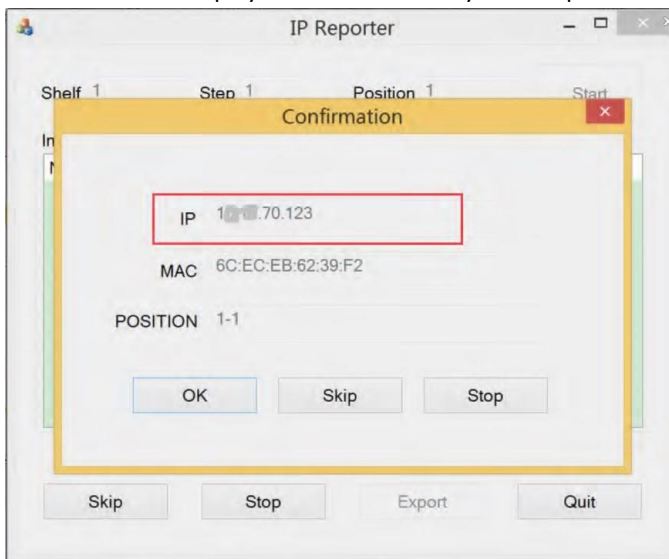 IP Reporter
Shelf 1 Step 1 Position 1 Start
Confirmation
IP 1 .70.123
MAC 6C:EC:EB:62:39:F2
POSITION 1-1
OK Skip Stop
Skip Stop Export Quit